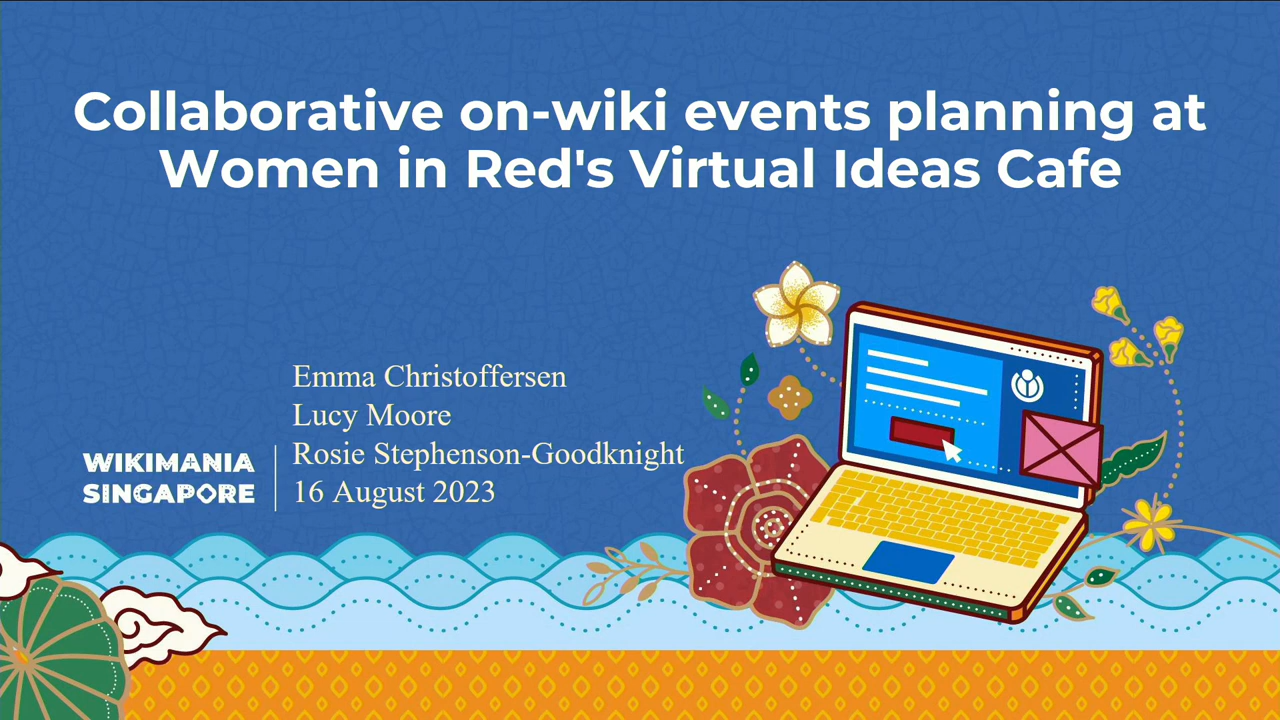 Collaborative on-wiki events planning at
Women in Red's Virtual Ideas Cafe
Emma Christoffersen
Lucy Moore
Rosie Stephenson-Goodknight
16 August 2023
WIKIMANIA
SINGAPORE